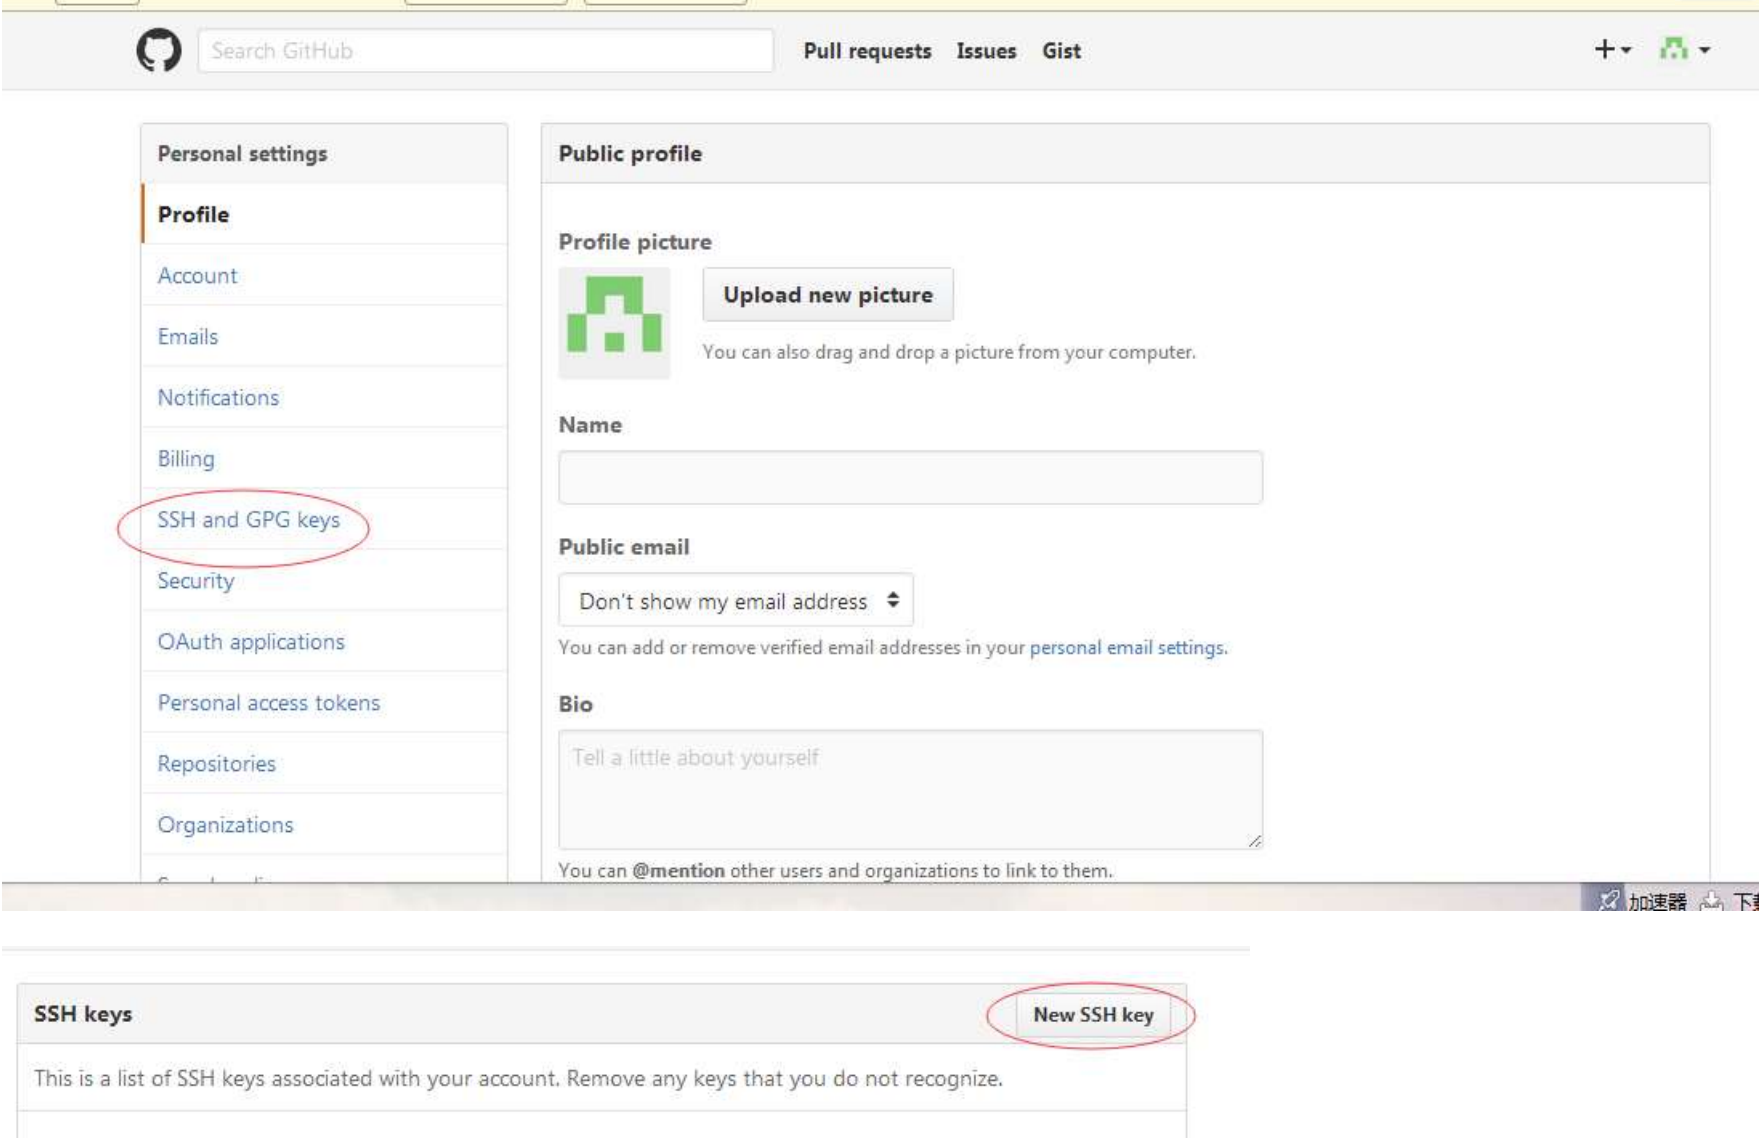 Search GitHub
Pull requests Issues Gist
Personal settings
Profile
Account
Emails
Notifications
Billing
SSH and GPG keys
Security
OAuth applications
Personal access tokens
Repositories
Organizations
Public profile
Profile picture
Upload new picture
You can also drag and drop a picture from your computer.
Name
Public email
Don't show my email address
You can add or remove verified email addresses in your personal email settings.
Bio
Tell a little about yourself
You can @mention other users and organizations to link to them.
加速器 下
SSH keys
New SSH key
This is a list of SSH keys associated with your account. Remove any keys that you do not recognize.